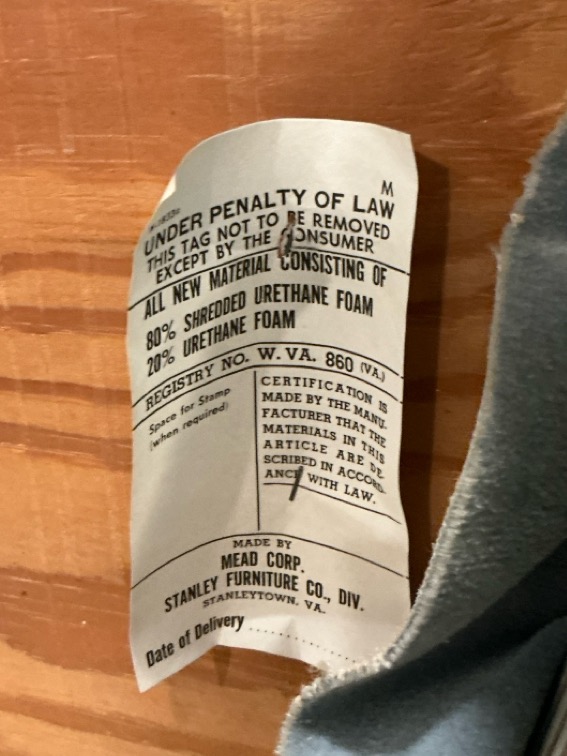 M
UNDER PENALTY OF LAW
THIS TAG NOT TO BE REMOVED
EXCEPT BY THE CONSUMER
ALL NEW MATERIAL CONSISTING OF
80% SHREDDED URETHANE FOAM
20% URETHANE FOAM
REGISTRY NO. W. VA. 860 (VA.)
Space for Stamp
(when required)
CERTIFICATION IS
MADE BY THE MANU-
FACTURER THAT THE
MATERIALS IN THIS
ARTICLE ARE DE-
SCRIBED IN ACCORD-
ANCE WITH LAW.
MADE BY
MEAD CORP.
STANLEY FURNITURE CO., DIV.
STANLEYTOWN, VA.
Date of Delivery ....................